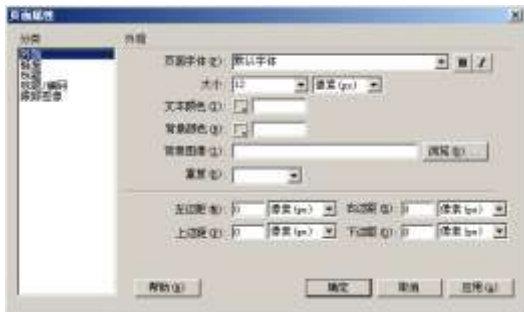 页面属性
分类
外观
外观
链接
标题
标题/编码
跟踪图像
页面字体(F): 默认字体 B I
大小: 12 像素(px)
文本颜色(T):
背景颜色(B):
背景图像(I): 浏览(B)...
重复(E):
左边距(M): 0 像素(px) 右边距(R): 0 像素(px)
上边距(P): 0 像素(px) 下边距(O): 0 像素(px)
帮助(H) 确定 取消 应用(A)